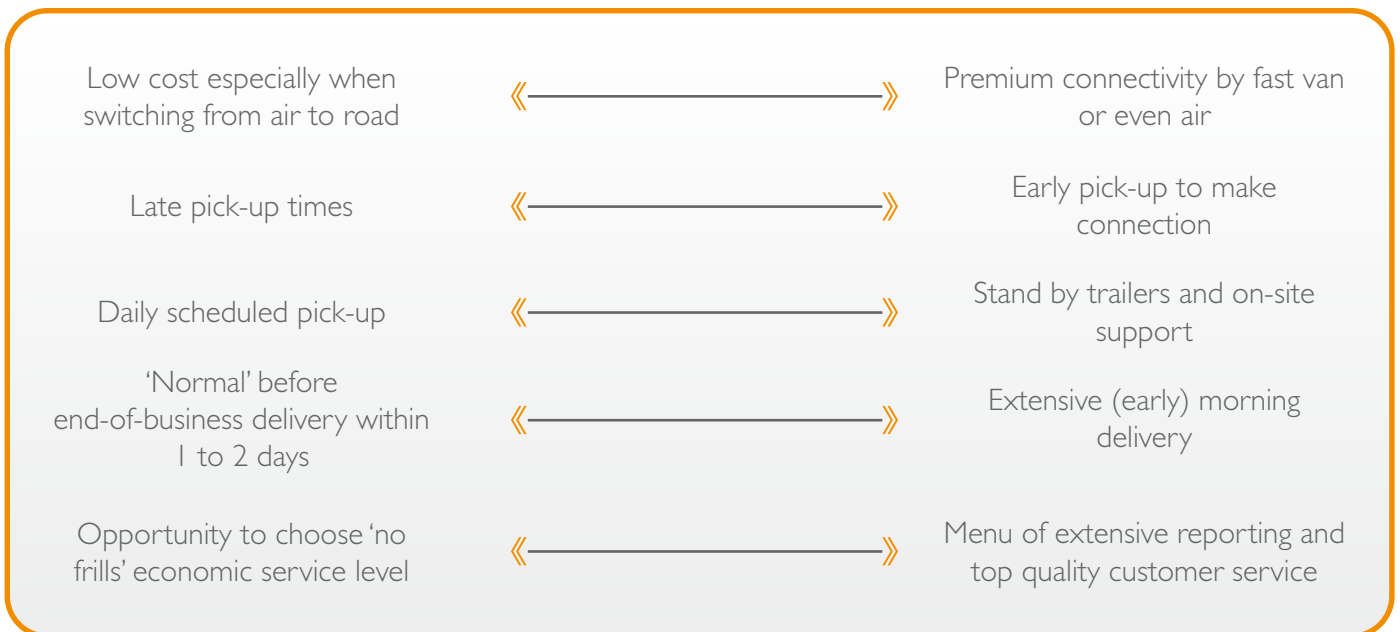 Low cost especially when
switching from air to road
Premium connectivity by fast van
or even air
Late pick-up times
Early pick-up to make
connection
Daily scheduled pick-up
Stand by trailers and on-site
support
‘Normal’ before
end-of-business delivery within
1 to 2 days
Extensive (early) morning
delivery
Opportunity to choose ‘no
frills’ economic service level
Menu of extensive reporting and
top quality customer service